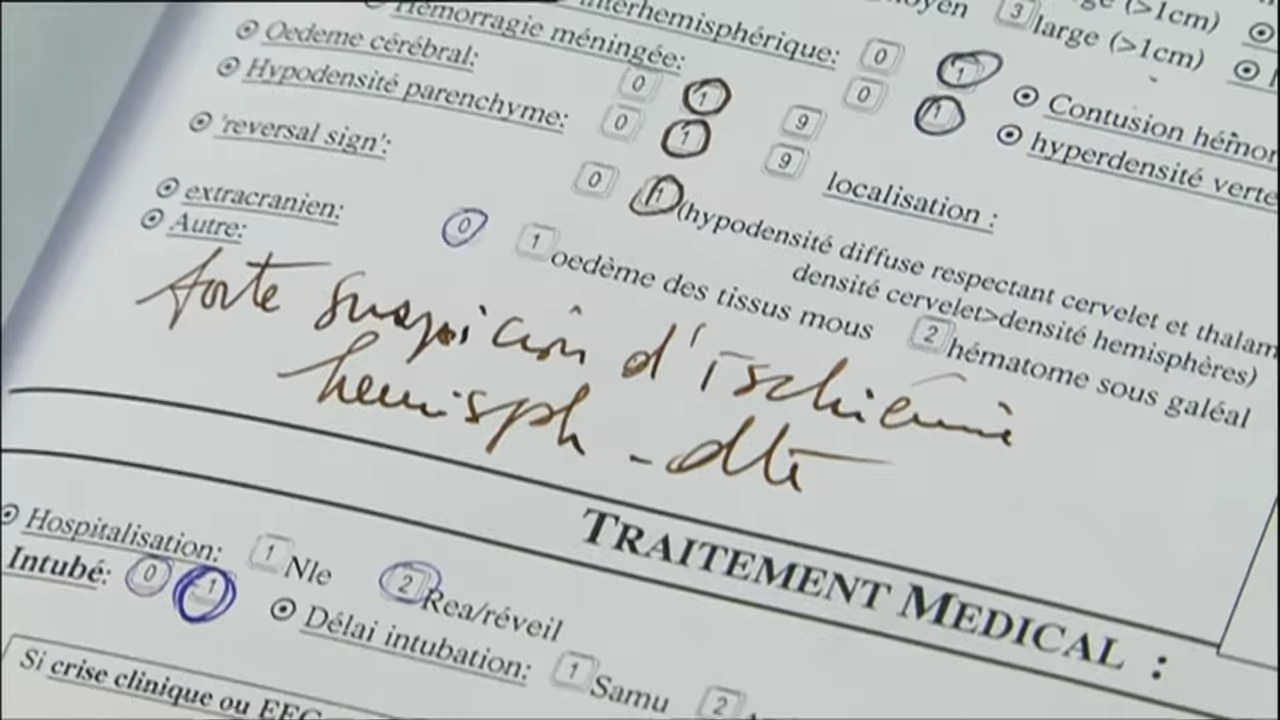 ge (>1cm)
interhémisphérique: 0 1
oyen 3 large (>1cm)
Hémorragie méningée: 0 1
Oedeme cérébral: 0 1 9
Contusion hémor
Hypodensité parenchyme: 0 1 9 localisation :
hyperdensité verte
'reversal sign': 0 1 (hypodensité diffuse respectant cervelet et thalam
densité cervelet>densité hemisphères)
extracranien: 0 1 oedème des tissus mous 2 hématome sous galéal
Autre:
forte suspicion d'ischémie
hemisph - dte
TRAITEMENT MEDICAL :
Hospitalisation: 1 Nle 2 Rea/réveil
Intubé: 0 1 Délai intubation: 1 Samu 2
Si crise clinique ou EEG